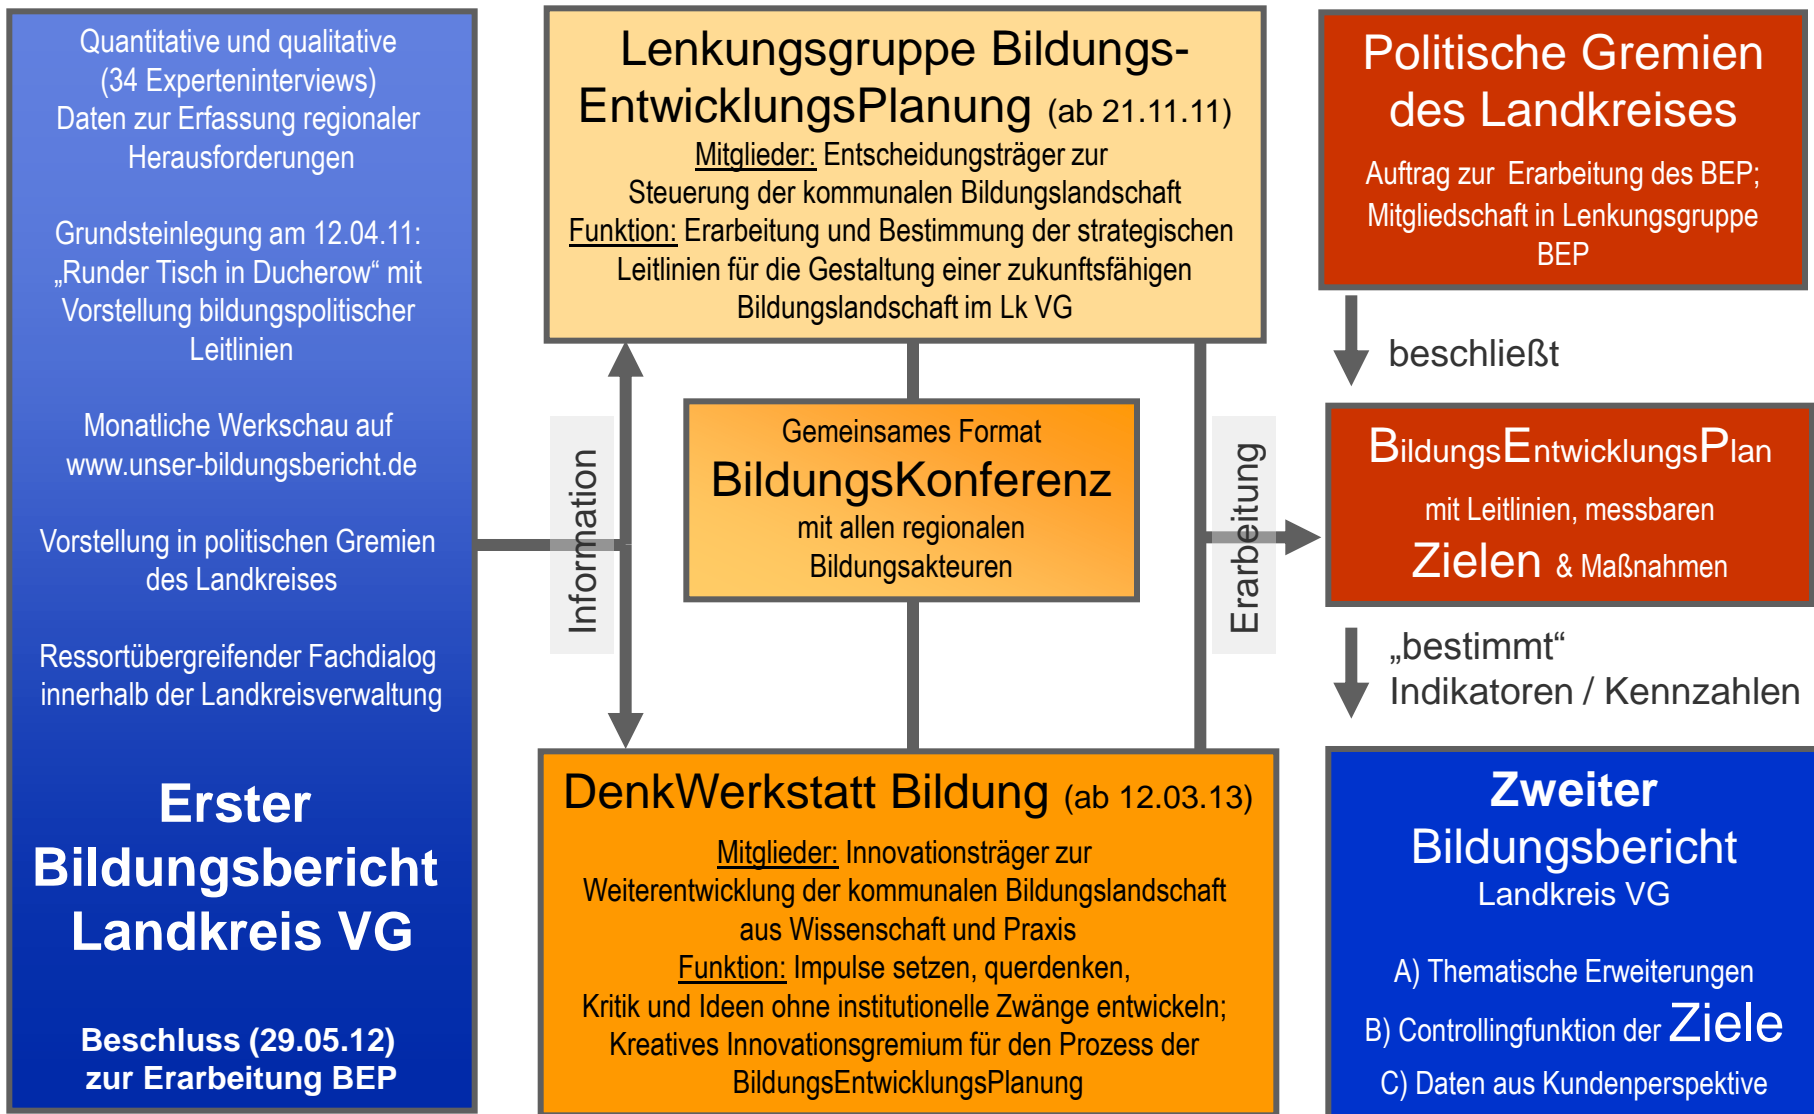 Quantitative und qualitative
(34 Experteninterviews)
Daten zur Erfassung regionaler
Herausforderungen
Grundsteinlegung am 12.04.11:
„Runder Tisch in Ducherow“ mit
Vorstellung bildungspolitischer
Leitlinien
Monatliche Werkschau auf
www.unser-bildungsbericht.de
Vorstellung in politischen Gremien
des Landkreises
Ressortübergreifender Fachdialog
innerhalb der Landkreisverwaltung
Erster
Bildungsbericht
Landkreis VG
Beschluss (29.05.12)
zur Erarbeitung BEP
Information
Lenkungsgruppe Bildungs-
EntwicklungsPlanung (ab 21.11.11)
Mitglieder: Entscheidungsträger zur
Steuerung der kommunalen Bildungslandschaft
Funktion: Erarbeitung und Bestimmung der strategischen
Leitlinien für die Gestaltung einer zukunftsfähigen
Bildungslandschaft im Lk VG
Gemeinsames Format
BildungsKonferenz
mit allen regionalen
Bildungsakteuren
DenkWerkstatt Bildung (ab 12.03.13)
Mitglieder: Innovationsträger zur
Weiterentwicklung der kommunalen Bildungslandschaft
aus Wissenschaft und Praxis
Funktion: Impulse setzen, querdenken,
Kritik und Ideen ohne institutionelle Zwänge entwickeln;
Kreatives Innovationsgremium für den Prozess der
BildungsEntwicklungsPlanung
Erarbeitung
Politische Gremien
des Landkreises
Auftrag zur Erarbeitung des BEP;
Mitgliedschaft in Lenkungsgruppe
BEP
beschließt
BildungsEntwicklungsPlan
mit Leitlinien, messbaren
Zielen & Maßnahmen
„bestimmt“
Indikatoren / Kennzahlen
Zweiter
Bildungsbericht
Landkreis VG
A) Thematische Erweiterungen
B) Controllingfunktion der Ziele
C) Daten aus Kundenperspektive